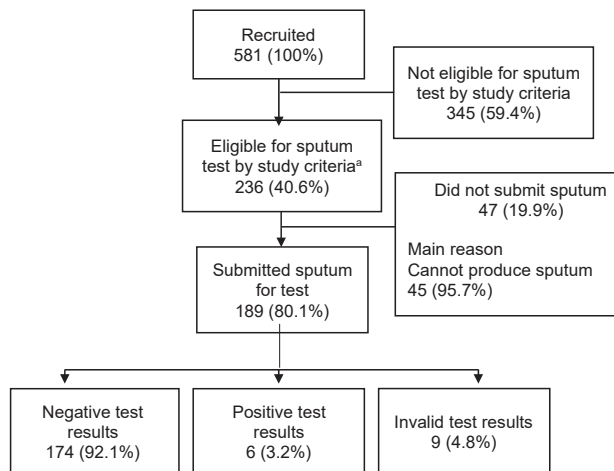 Recruited
581 (100%)
Not eligible for sputum
test by study criteria
345 (59.4%)
Eligible for sputum
test by study criteriaᵃ
236 (40.6%)
Did not submit sputum
47 (19.9%)
Main reason
Cannot produce sputum
45 (95.7%)
Submitted sputum
for test
189 (80.1%)
Negative test
results
174 (92.1%)
Positive test
results
6 (3.2%)
Invalid test results
9 (4.8%)